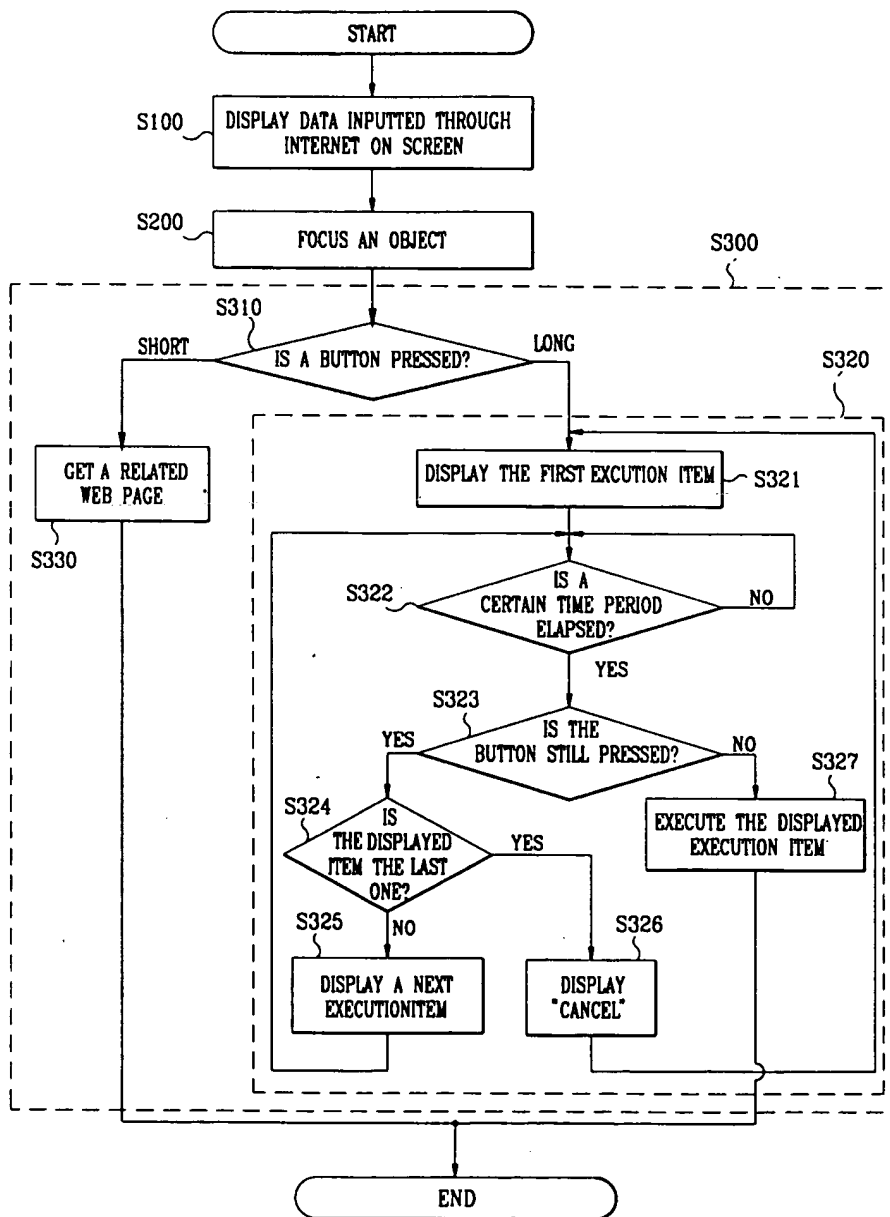 START
S100
DISPLAY DATA INPUTTED THROUGH
INTERNET ON SCREEN
S200
FOCUS AN OBJECT
S300
S310
SHORT
IS A BUTTON PRESSED?
LONG
S320
GET A RELATED
WEB PAGE
S330
DISPLAY THE FIRST EXCUTION ITEM
S321
S322
IS A
CERTAIN TIME PERIOD
ELAPSED?
NO
YES
S323
IS THE
BUTTON STILL PRESSED?
YES
NO
S327
EXECUTE THE DISPLAYED
EXECUTION ITEM
S324
IS
THE DISPLAYED
ITEM THE LAST
ONE?
YES
NO
S325
DISPLAY A NEXT
EXECUTIONITEM
S326
DISPLAY
"CANCEL"
END